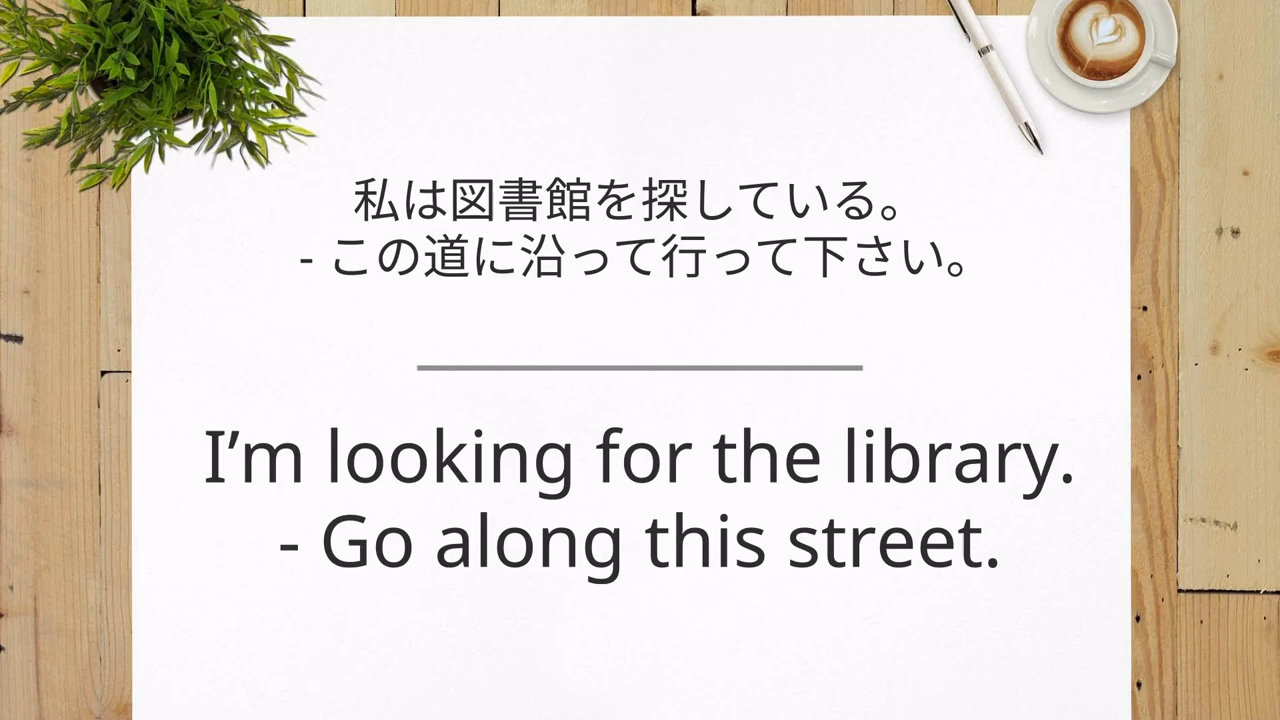 私は図書館を探している。
- この道に沿って行って下さい。
I’m looking for the library.
- Go along this street.